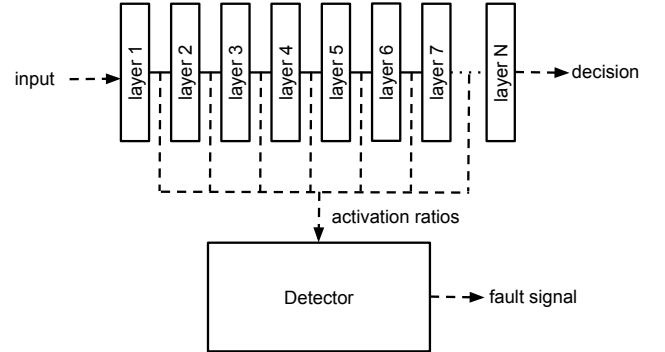 input
layer 1
layer 2
layer 3
layer 4
layer 5
layer 6
layer 7
layer N
decision
activation ratios
Detector
fault signal